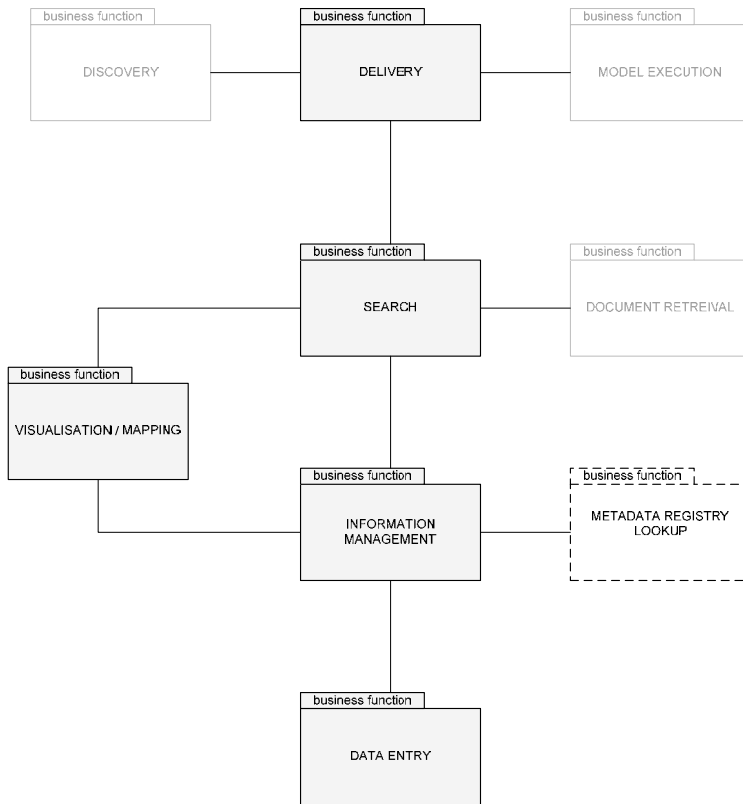 business function
DISCOVERY
business function
DELIVERY
business function
MODEL EXECUTION
business function
SEARCH
business function
DOCUMENT RETREIVAL
business function
VISUALISATION / MAPPING
business function
INFORMATION
MANAGEMENT
business function
METADATA REGISTRY
LOOKUP
business function
DATA ENTRY